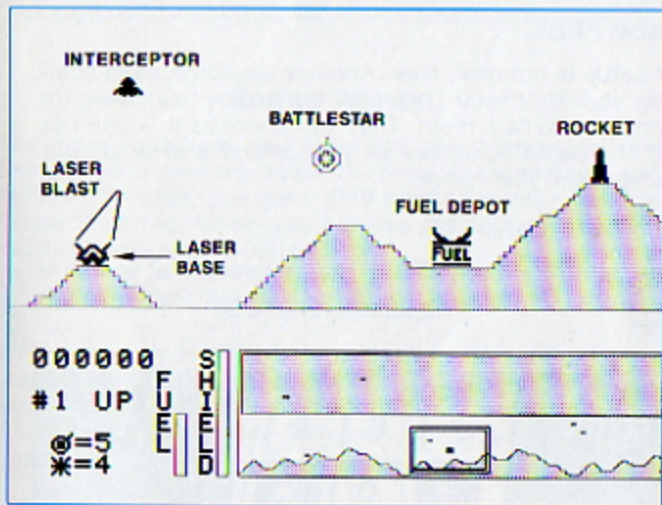 INTERCEPTOR
BATTLESTAR
ROCKET
LASER
BLAST
FUEL DEPOT
LASER
BASE
FUEL
000000
#1 UP
@=5
*=4
FUEL
SHIELD